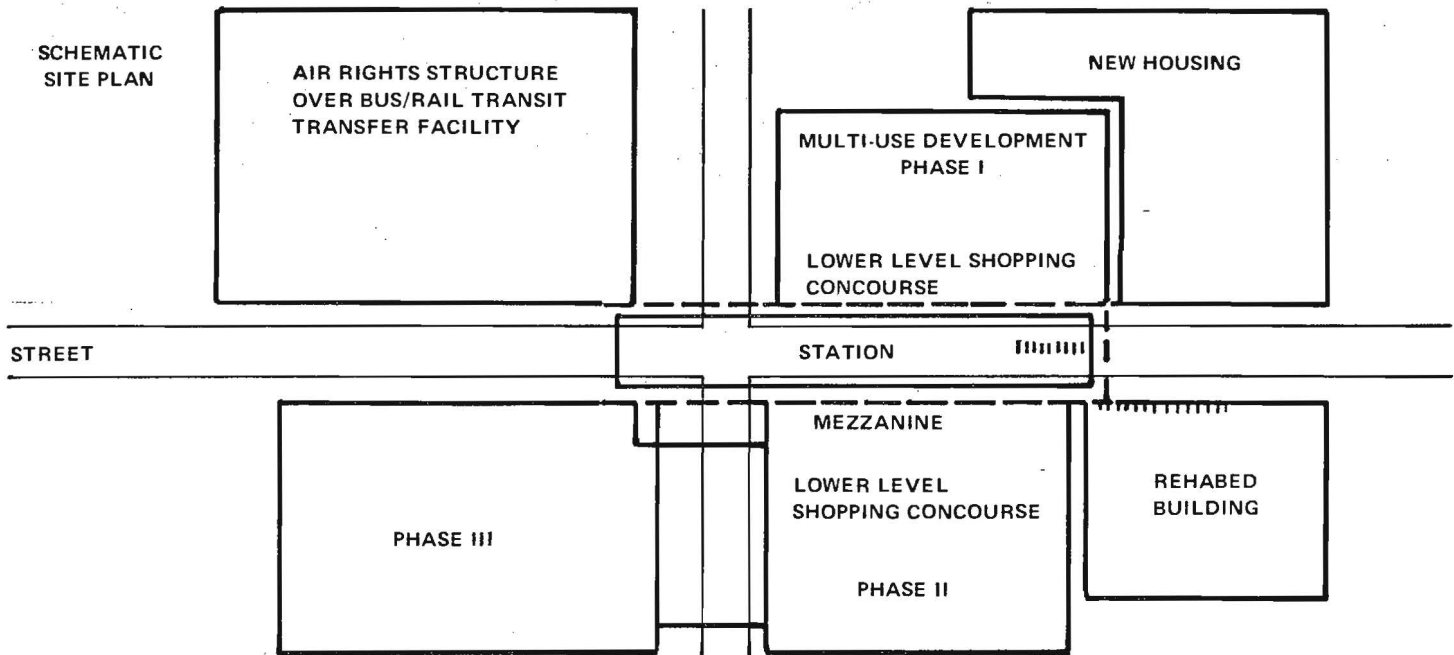 SCHEMATIC
SITE PLAN
AIR RIGHTS STRUCTURE
OVER BUS/RAIL TRANSIT
TRANSFER FACILITY
NEW HOUSING
MULTI-USE DEVELOPMENT
PHASE I
LOWER LEVEL SHOPPING
CONCOURSE
STREET
STATION
MEZZANINE
LOWER LEVEL
SHOPPING CONCOURSE
PHASE II
PHASE III
REHABED
BUILDING